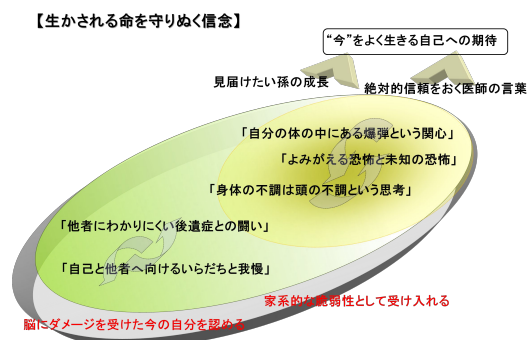 【生かされる命を守りぬく信念】
“今”をよく生きる自己への期待
見届けたい孫の成長
絶対的信頼をおく医師の言葉
「自分の体の中にある爆弾という関心」
「よみがえる恐怖と未知の恐怖」
「身体の不調は頭の不調という思考」
「他者にわかりにくい後遺症との闘い」
「自己と他者へ向けるいらだちと我慢」
家系的な脆弱性として受け入れる
脳にダメージを受けた今の自分を認める